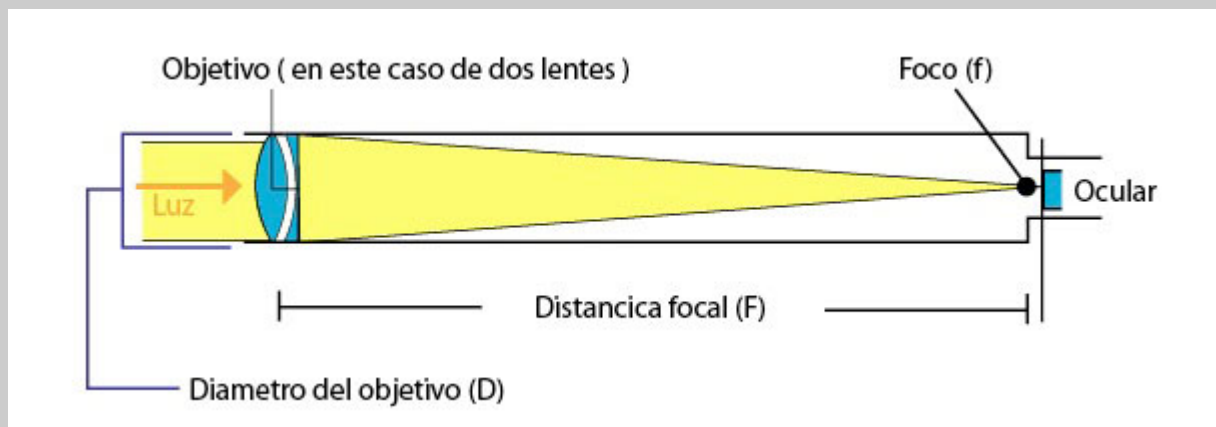 Objetivo ( en este caso de dos lentes )
Foco (f)
Luz
Ocular
Distancica focal (F)
Diametro del objetivo (D)